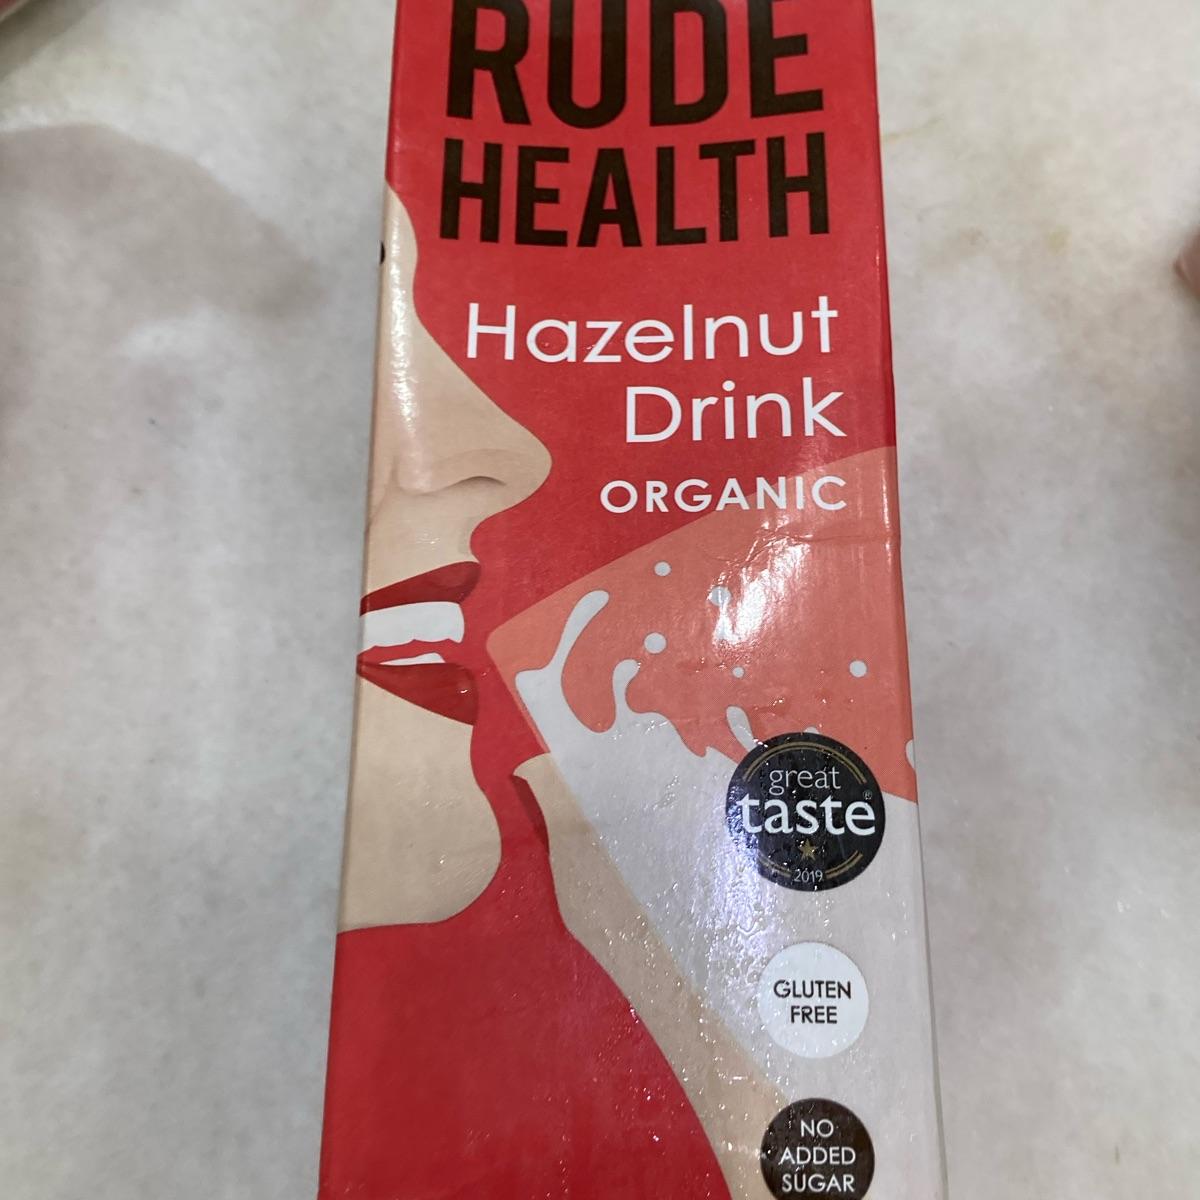 RUDE
HEALTH
Hazelnut
Drink
ORGANIC
great
taste®
2019
GLUTEN
FREE
NO
ADDED
SUGAR